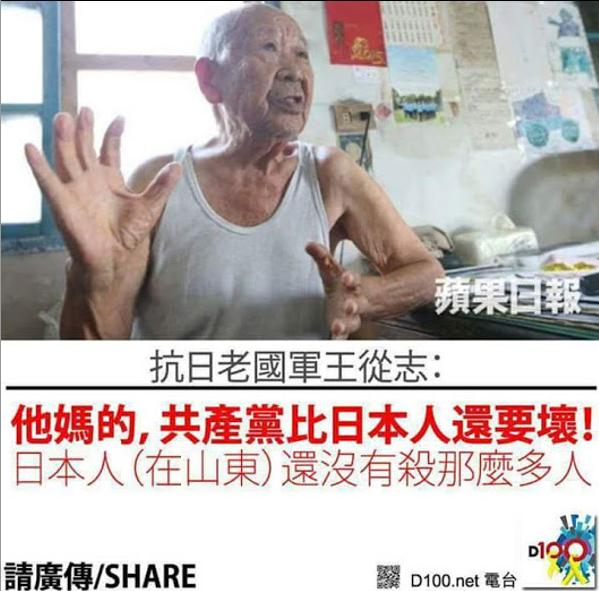 蘋果日報
抗日老國軍王從志：
他媽的, 共產黨比日本人還要壞!
日本人（在山東）還沒有殺那麼多人
請廣傳/SHARE
D100.net 電台
D100